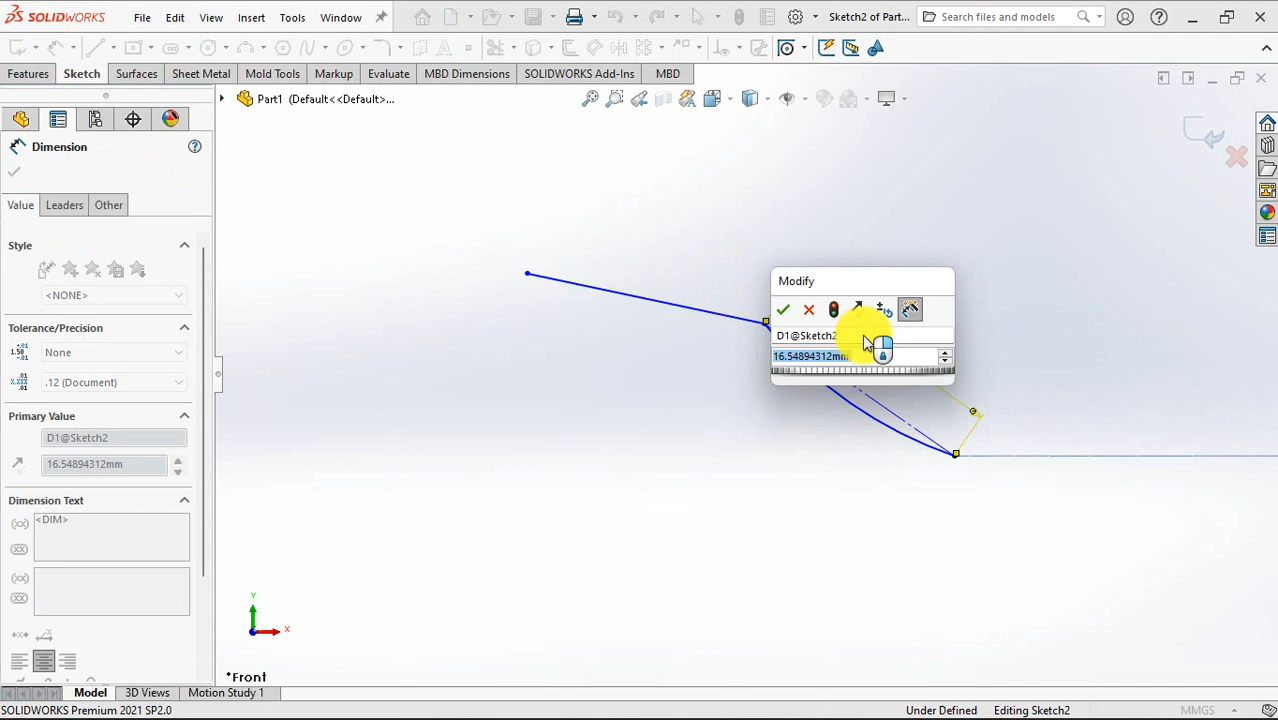 SOLIDWORKS File Edit View Insert Tools Window Sketch2 of Part... Search files and models
Features Sketch Surfaces Sheet Metal Mold Tools Markup Evaluate MBD Dimensions SOLIDWORKS Add-Ins MBD
Part1 (Default<<Default>...
Dimension
Value Leaders Other
Style
<NONE>
Tolerance/Precision
1.50 None
.12 (Document)
Primary Value
D1@Sketch2
16.54894312mm
Dimension Text
<DIM>
Modify
D1@Sketch2
16.54894312mm
Y
X
*Front
Model 3D Views Motion Study 1
SOLIDWORKS Premium 2021 SP2.0 Under Defined Editing Sketch2 MMGS